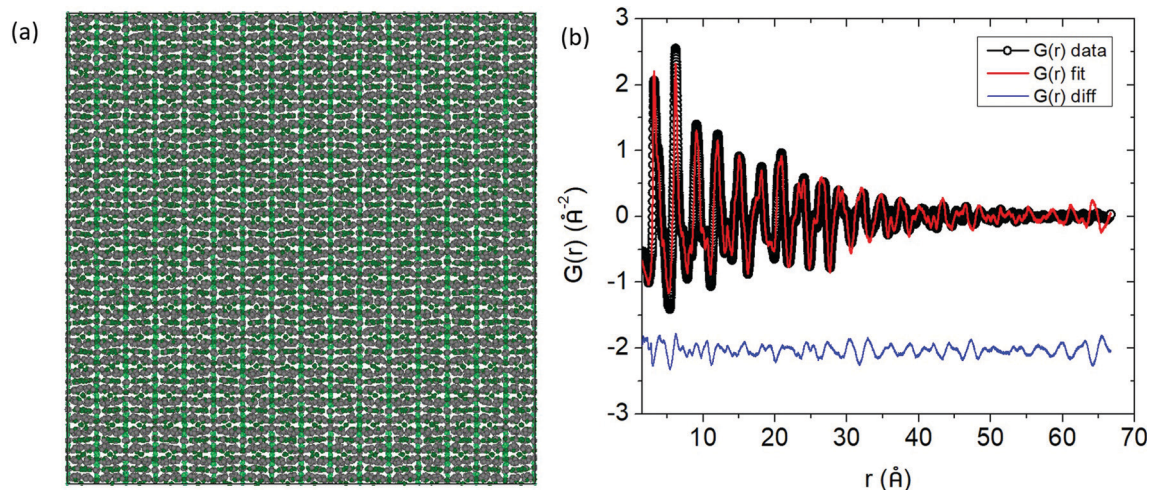 (a)
(b)
G(r) data
G(r) fit
G(r) diff
3
2
1
0
-1
-2
-3
G(r) (Å⁻²)
10 20 30 40 50 60 70
r (Å)